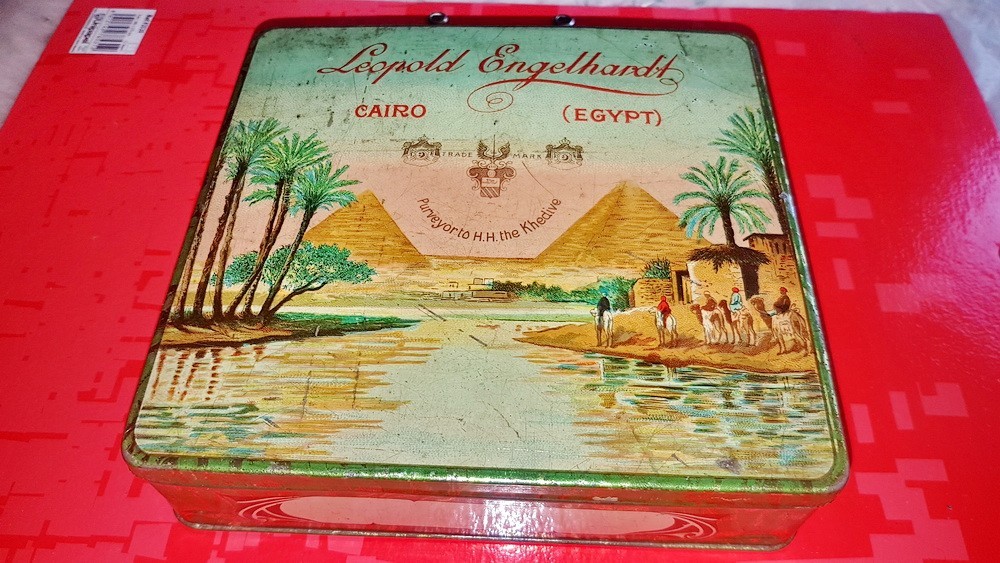 Leopold Engelhardt
CAIRO (EGYPT)
TRADE MARK
Purveyor to H.H. the Khedive